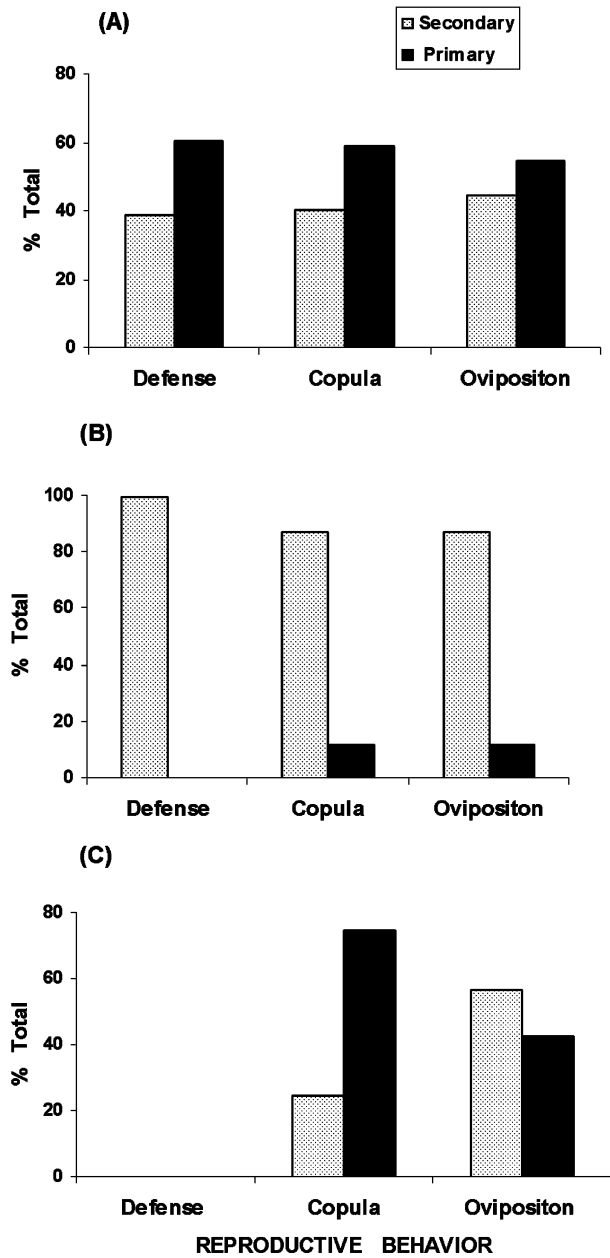 (A)
Secondary
Primary
80
60
40
20
0
% Total
Defense Copula Ovipositon
(B)
100
80
60
40
20
0
% Total
Defense Copula Ovipositon
(C)
80
60
40
20
0
% Total
Defense Copula Ovipositon
REPRODUCTIVE BEHAVIOR